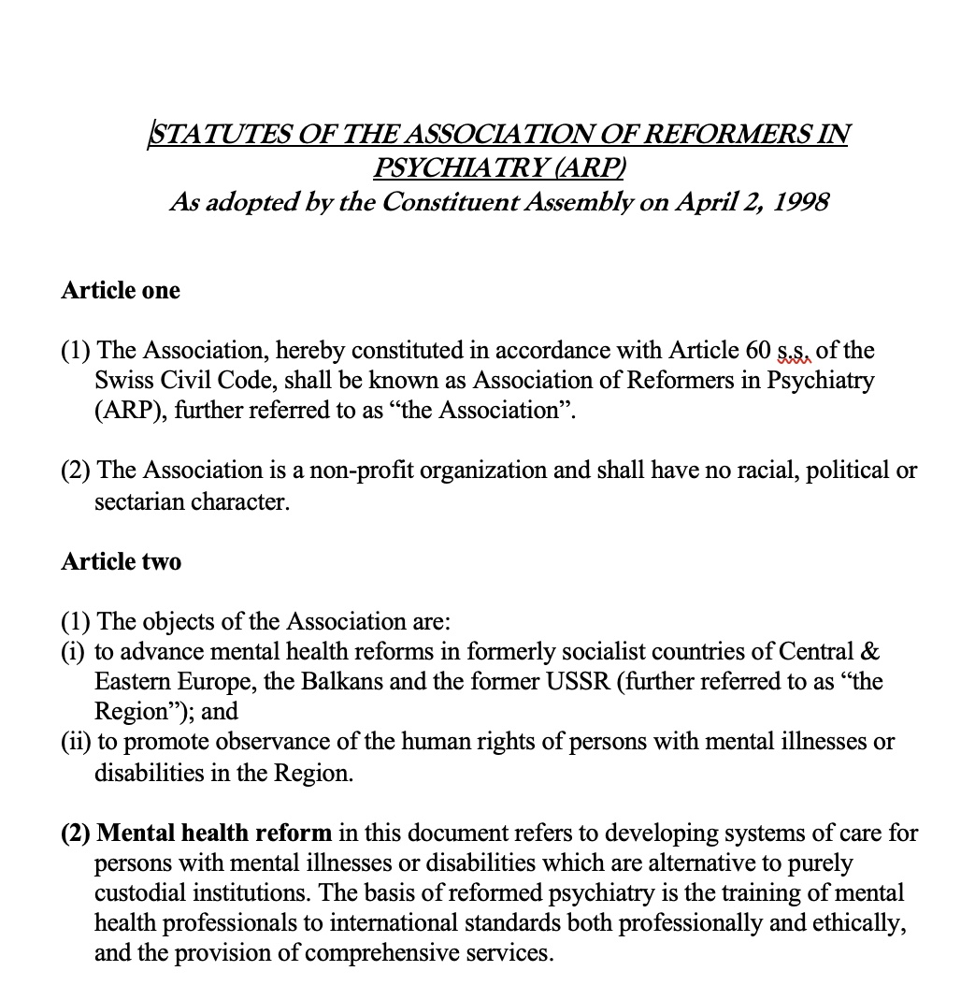 STATUTES OF THE ASSOCIATION OF REFORMERS IN
PSYCHIATRY (ARP)
As adopted by the Constituent Assembly on April 2, 1998
Article one
(1) The Association, hereby constituted in accordance with Article 60 s.s. of the
Swiss Civil Code, shall be known as Association of Reformers in Psychiatry
(ARP), further referred to as “the Association”.
(2) The Association is a non-profit organization and shall have no racial, political or
sectarian character.
Article two
(1) The objects of the Association are:
(i) to advance mental health reforms in formerly socialist countries of Central &
Eastern Europe, the Balkans and the former USSR (further referred to as “the
Region”); and
(ii) to promote observance of the human rights of persons with mental illnesses or
disabilities in the Region.
(2) Mental health reform in this document refers to developing systems of care for
persons with mental illnesses or disabilities which are alternative to purely
custodial institutions. The basis of reformed psychiatry is the training of mental
health professionals to international standards both professionally and ethically,
and the provision of comprehensive services.